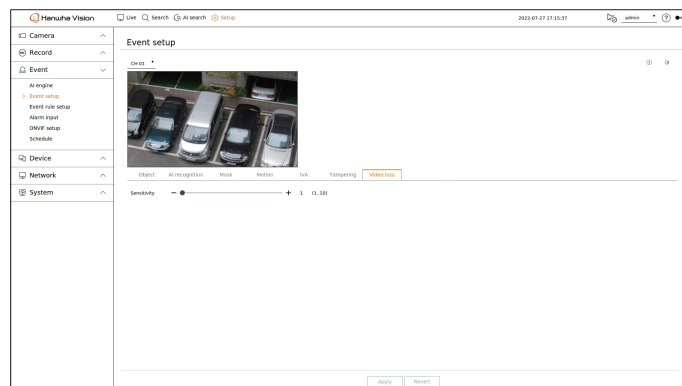 Hanwha Vision
Live Search AI search Setup 2022-07-27 17:15:37 admin
Camera
Record
Event
AI engine
> Event setup
Event rule setup
Alarm input
ONVIF setup
Schedule
Device
Network
System
Event setup
CH 01
Object AI recognition Mask Motion IVA Tampering Video loss
Sensitivity − + 1 (1..10)
Apply Revert